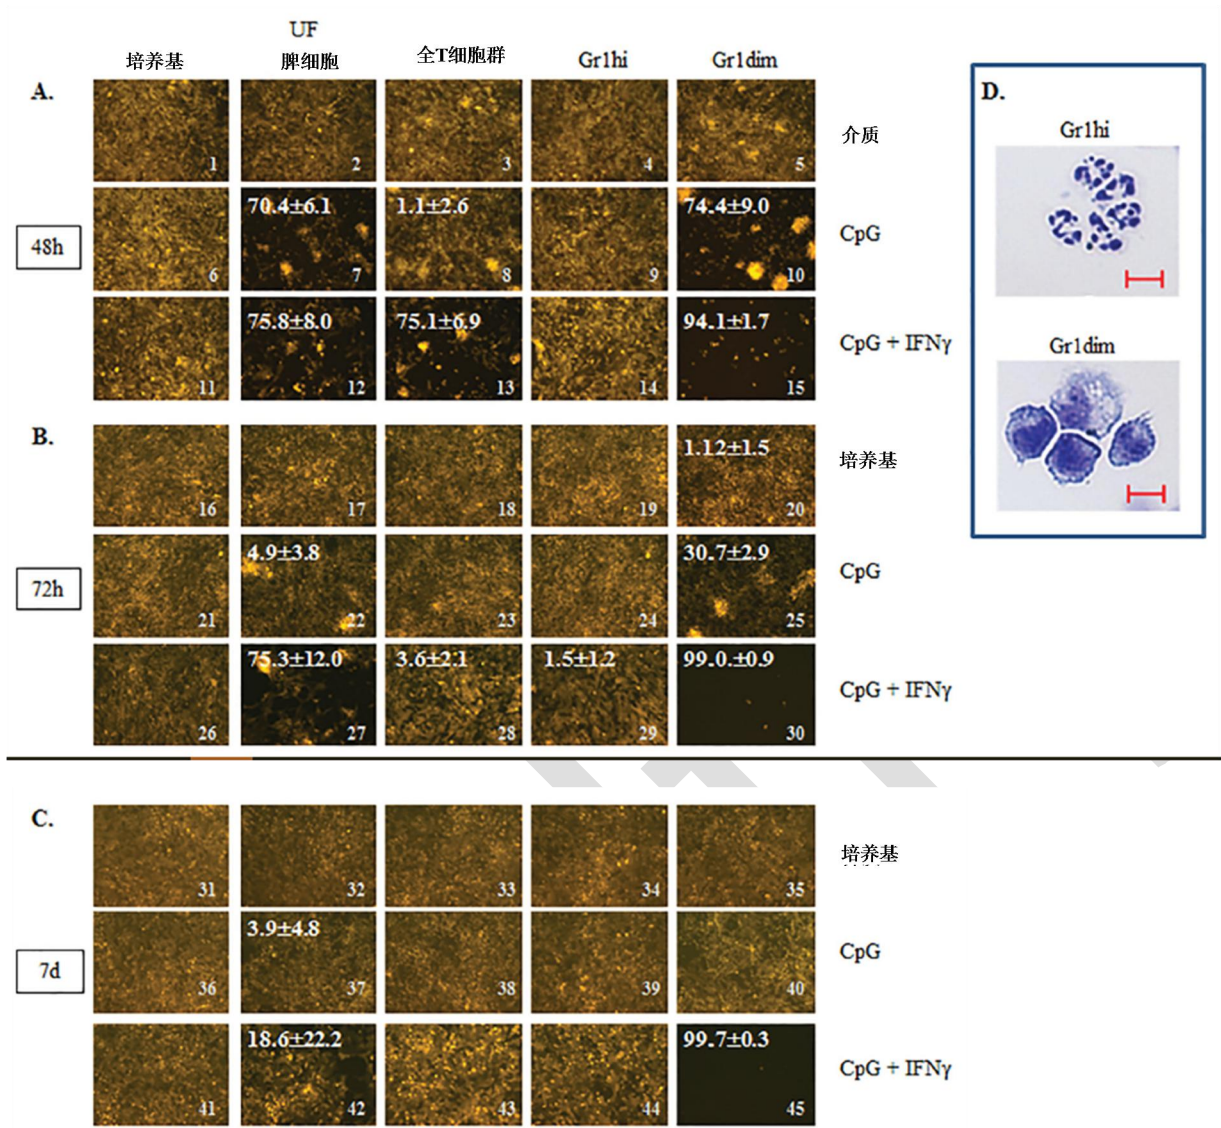 UF
培养基 脾细胞 全T细胞群 Gr1hi Gr1dim
A.
1 2 3 4 5 介质
48h
70.4±6.1 1.1±2.6 74.4±9.0 CpG
6 7 8 9 10
75.8±8.0 75.1±6.9 94.1±1.7 CpG + IFNγ
11 12 13 14 15
B.
1.12±1.5 培养基
16 17 18 19 20
72h
4.9±3.8 30.7±2.9 CpG
21 22 23 24 25
75.3±12.0 3.6±2.1 1.5±1.2 99.0.±0.9 CpG + IFNγ
26 27 28 29 30
C.
培养基
31 32 33 34 35
7d
3.9±4.8 CpG
36 37 38 39 40
18.6±22.2 99.7±0.3 CpG + IFNγ
41 42 43 44 45
D.
Gr1hi
Gr1dim